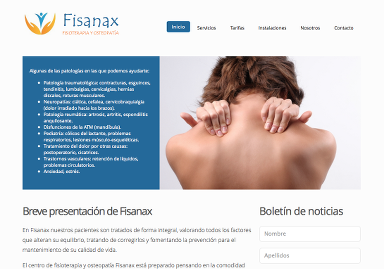 Fisanax
FISIOTERAPIA Y OSTEOPATÍA
Inicio
Servicios
Tarifas
Instalaciones
Nosotros
Contacto
Algunas de las patologías en las que podemos ayudarte:
Patología traumatológica: contracturas, esguinces,
tendinitis, lumbalgias, cervicalgias, hernias
discales, roturas musculares.
Neuropatías: ciática, cefalea, cervicobraquialgia
(dolor irradiado hacia los brazos).
Patología reumática: artrosis, artritis, espondilitis
anquilosante.
Disfunciones de la ATM (mandíbula).
Pediatría: cólicos del lactante, problemas
respiratorios, lesiones músculo-esqueléticas.
Tratamiento del dolor por otras causas:
postoperatorio, cicatrices.
Trastornos vasculares: retención de líquidos,
problemas circulatorios.
Ansiedad, estrés.
Breve presentación de Fisanax
En Fisanax nuestros pacientes son tratados de forma integral, valorando todos los factores
que alteran su equilibrio, tratando de corregirlos y fomentando la prevención para el
mantenimiento de su calidad de vida.
El centro de fisioterapia y osteopatía Fisanax está preparado pensando en la comodidad
Boletín de noticias
Nombre
Apellidos